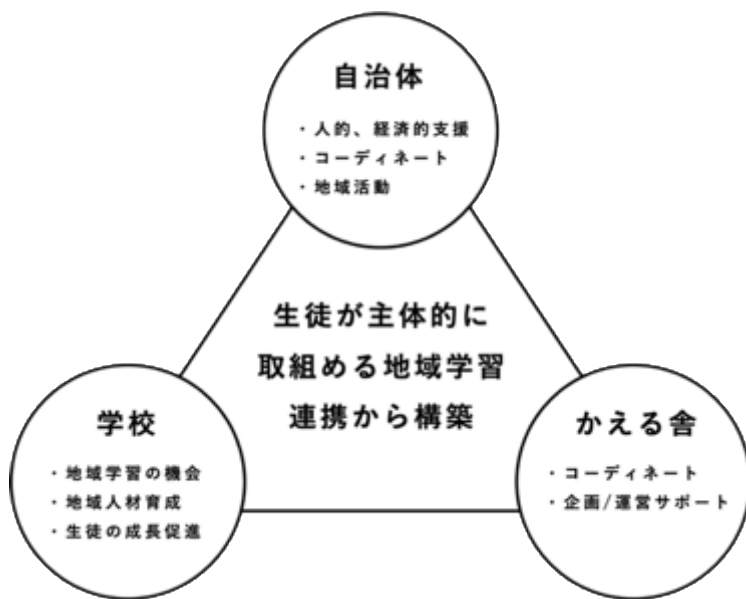 自治体
・人的、経済的支援
・コーディネート
・地域活動
生徒が主体的に
取組める地域学習
連携から構築
学校
・地域学習の機会
・地域人材育成
・生徒の成長促進
かえる舎
・コーディネート
・企画/運営サポート